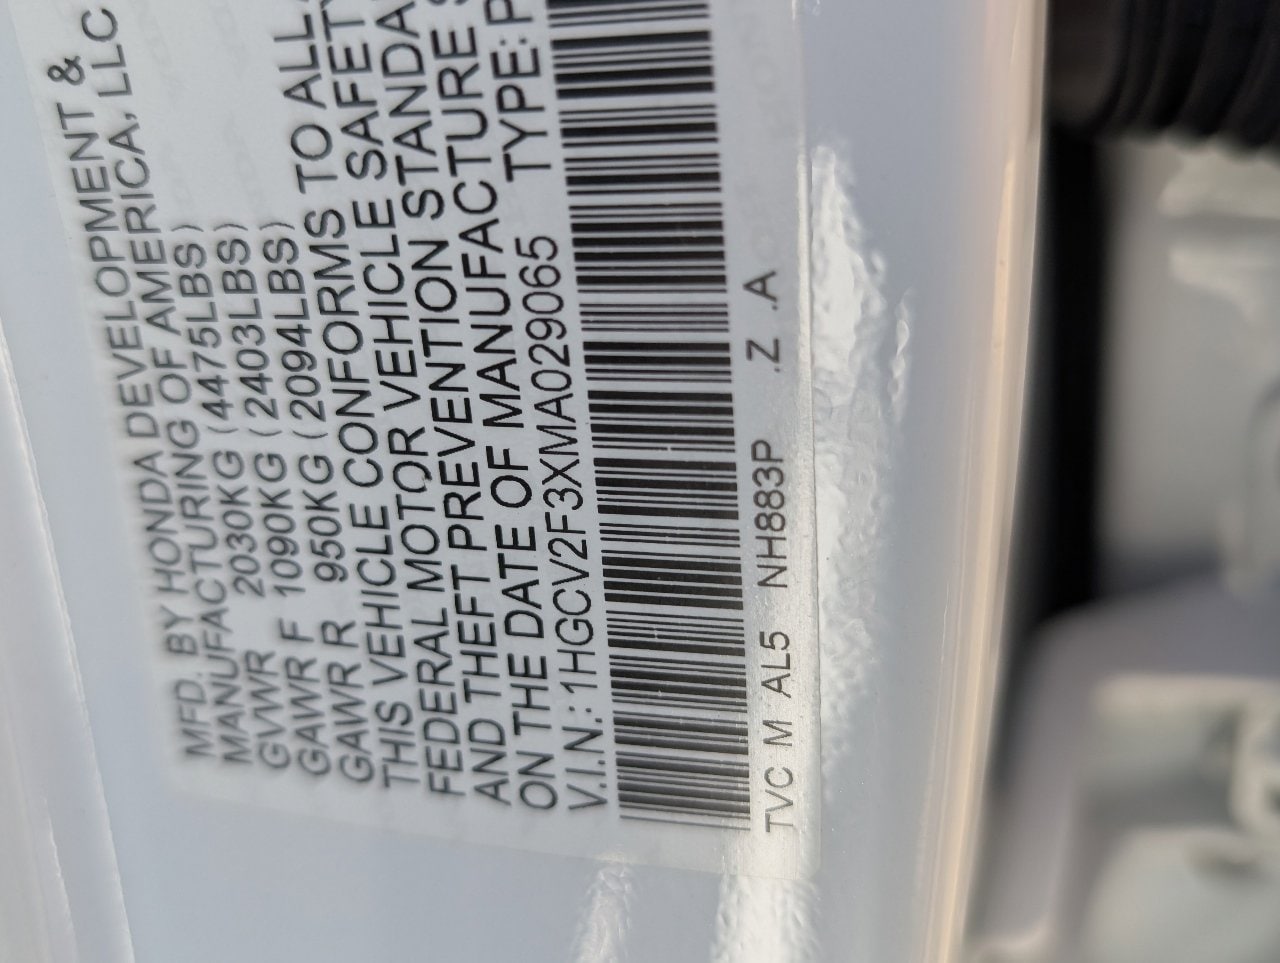 MFD. BY HONDA DEVELOPMENT &
MANUFACTURING OF AMERICA, LLC
GVWR 2030KG (4475LBS)
GAWR F 1090KG (2403LBS)
GAWR R 950KG (2094LBS)
THIS VEHICLE CONFORMS TO ALL
FEDERAL MOTOR VEHICLE SAFETY
AND THEFT PREVENTION STANDA
ON THE DATE OF MANUFACTURE S
V.I.N.: 1HGCV2F3XMA029065 TYPE: P
TVC M AL5 NH883P .Z .A